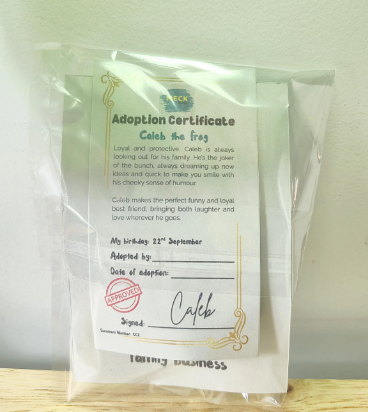 HECK
Adoption Certificate
Caleb the frog
Loyal and protective, Caleb is always
looking out for his family. He's the joker
of the bunch, always dreaming up new
ideas and quick to make you smile with
his cheeky sense of humour.
Caleb makes the perfect funny and loyal
best friend, bringing both laughter and
love wherever he goes.
My birthday: 22nd September
Adopted by:
Date of adoption:
APPROVED
Caleb
Signed:
family business